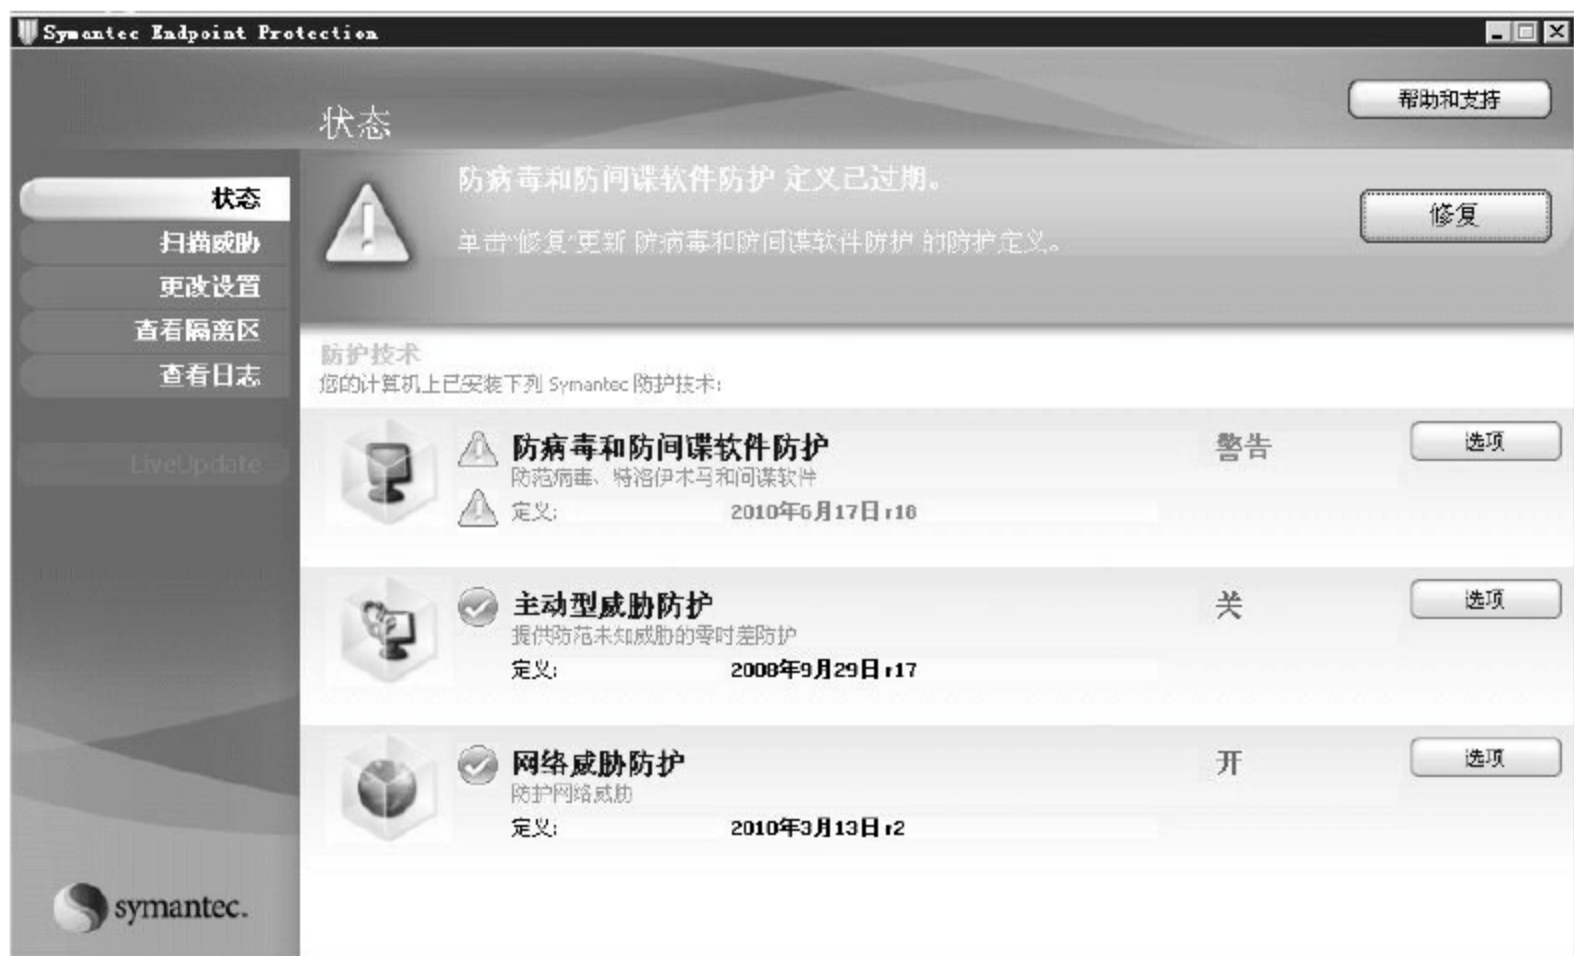 Symantec Endpoint Protection
状态
帮助和支持
防病毒和防间谍软件防护 定义已过期。
单击“修复”更新 防病毒和防间谍软件防护 的防护定义。
修复
状态
扫描威胁
更改设置
查看隔离区
查看日志
LiveUpdate
防护技术
您的计算机上已安装下列 Symantec 防护技术:
防病毒和防间谍软件防护
警告
选项
防范病毒、特洛伊木马和间谍软件
定义: 2010年6月17日 r18
主动型威胁防护
关
选项
提供防范未知威胁的零时差防护
定义: 2008年9月29日 r17
网络威胁防护
开
选项
防护网络威胁
定义: 2010年3月13日 r2
symantec.